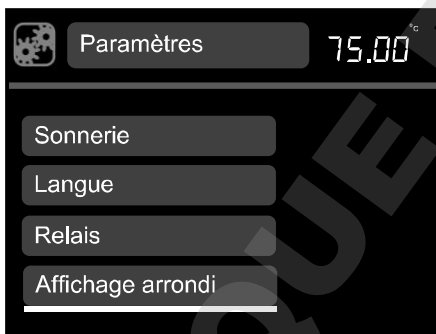 Paramètres 75.00 °c
Sonnerie
Langue
Relais
Affichage arrondi